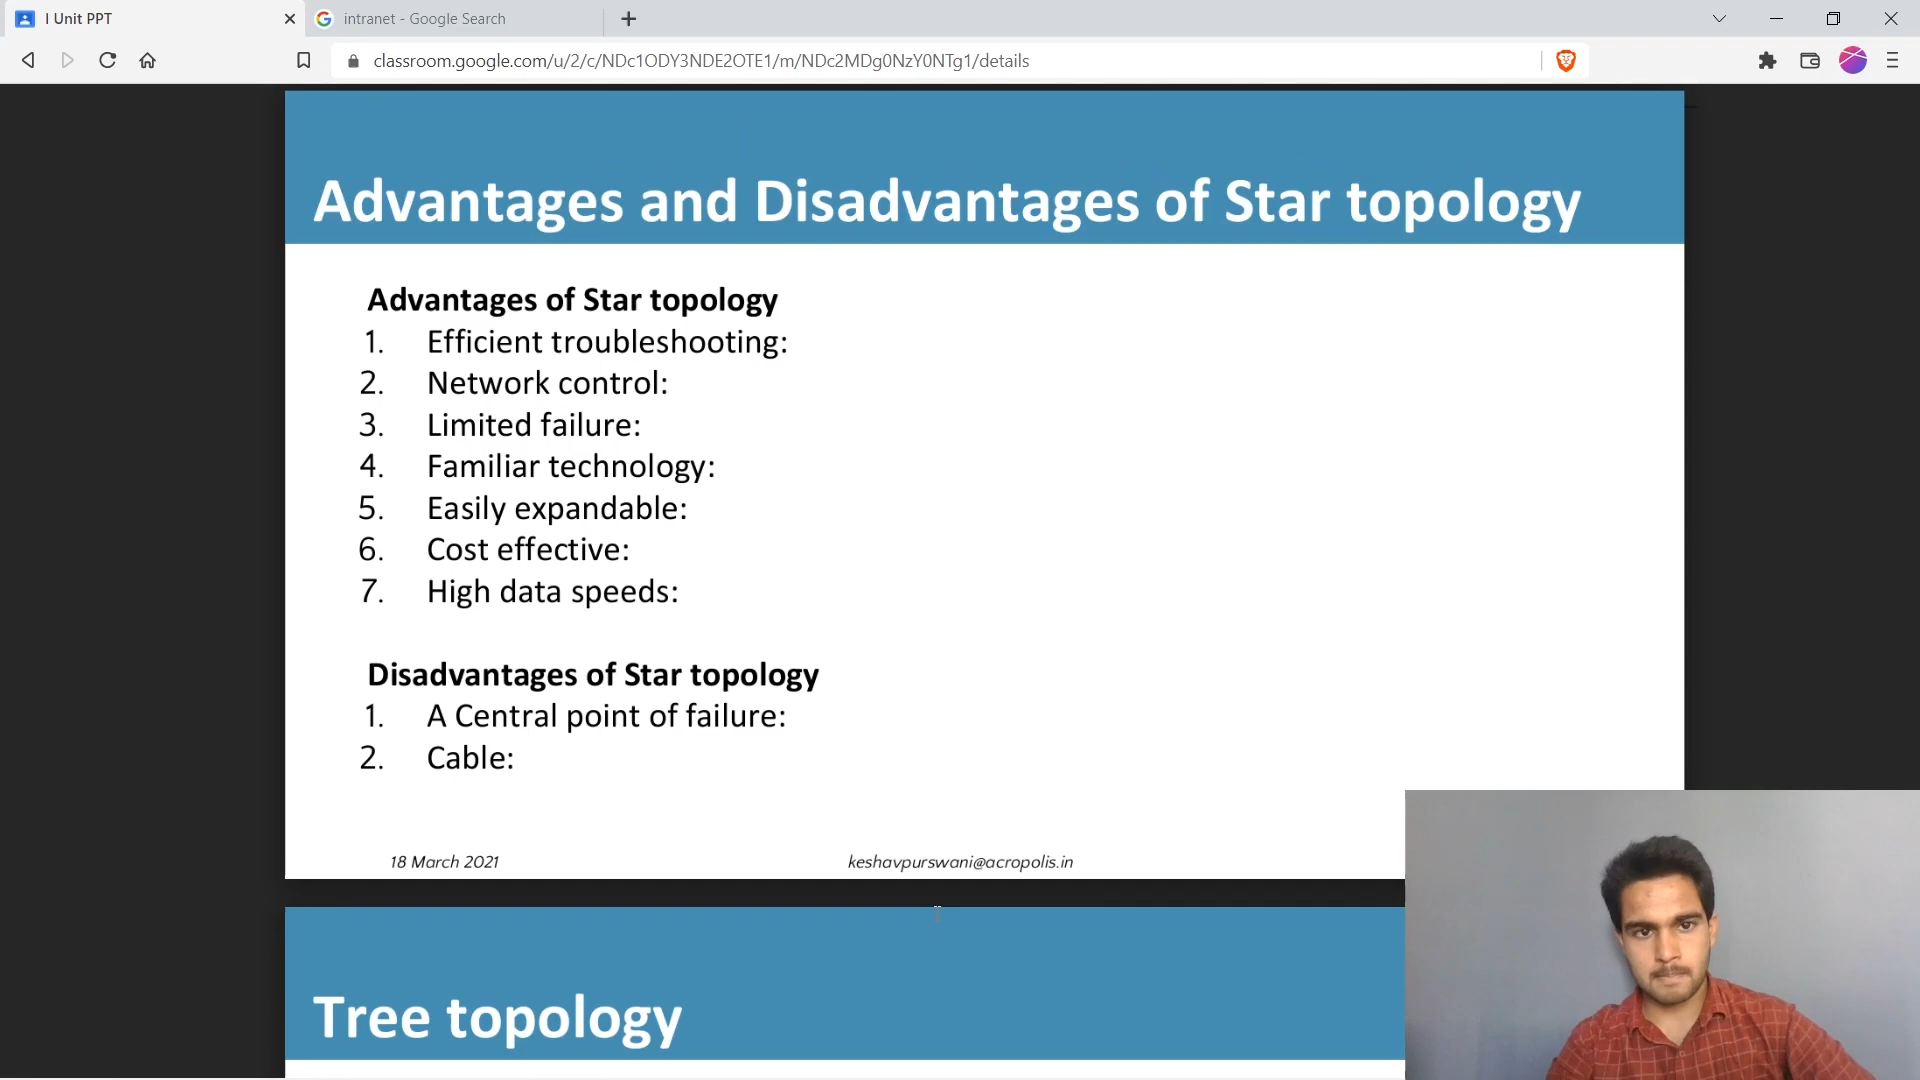 I Unit PPT
intranet - Google Search
classroom.google.com/u/2/c/NDc1ODY3NDE2OTE1/m/NDc2MDg0NzY0NTg1/details
Advantages and Disadvantages of Star topology
Advantages of Star topology
1. Efficient troubleshooting:
2. Network control:
3. Limited failure:
4. Familiar technology:
5. Easily expandable:
6. Cost effective:
7. High data speeds:
Disadvantages of Star topology
1. A Central point of failure:
2. Cable:
18 March 2021
keshavpurswani@acropolis.in
Tree topology